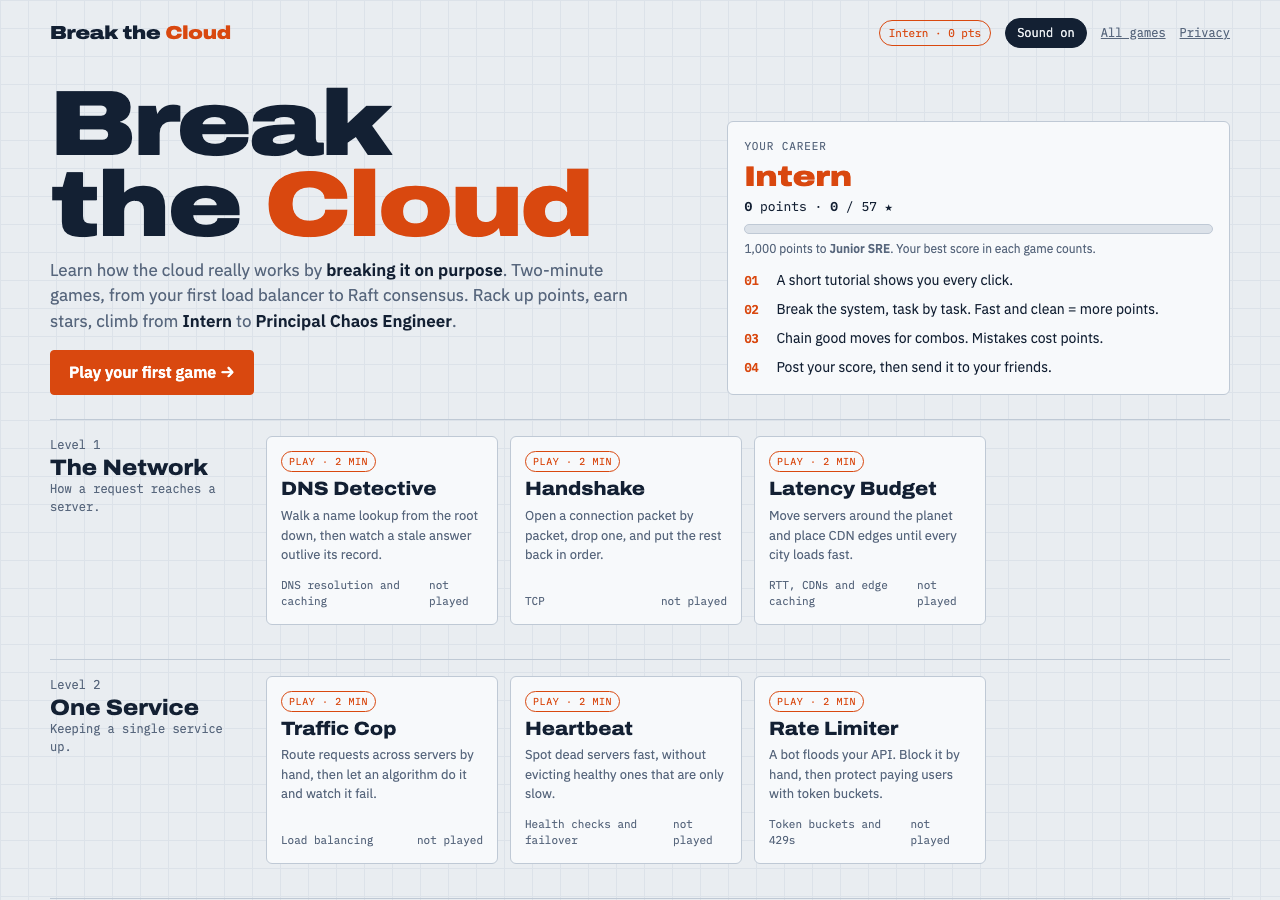 Break the Cloud
Intern · 0 pts
Sound on
All games
Privacy
Break
the Cloud
Learn how the cloud really works by breaking it on purpose. Two-minute
games, from your first load balancer to Raft consensus. Rack up points, earn
stars, climb from Intern to Principal Chaos Engineer.
Play your first game →
YOUR CAREER
Intern
0 points · 0 / 57 ★
1,000 points to Junior SRE. Your best score in each game counts.
01 A short tutorial shows you every click.
02 Break the system, task by task. Fast and clean = more points.
03 Chain good moves for combos. Mistakes cost points.
04 Post your score, then send it to your friends.
Level 1
The Network
How a request reaches a
server.
PLAY · 2 MIN
DNS Detective
Walk a name lookup from the root
down, then watch a stale answer
outlive its record.
DNS resolution and
caching
not
played
PLAY · 2 MIN
Handshake
Open a connection packet by
packet, drop one, and put the rest
back in order.
TCP
not played
PLAY · 2 MIN
Latency Budget
Move servers around the planet
and place CDN edges until every
city loads fast.
RTT, CDNs and edge
caching
not
played
Level 2
One Service
Keeping a single service
up.
PLAY · 2 MIN
Traffic Cop
Route requests across servers by
hand, then let an algorithm do it
and watch it fail.
Load balancing
not played
PLAY · 2 MIN
Heartbeat
Spot dead servers fast, without
evicting healthy ones that are only
slow.
Health checks and
failover
not
played
PLAY · 2 MIN
Rate Limiter
A bot floods your API. Block it by
hand, then protect paying users
with token buckets.
Token buckets and
429s
not
played